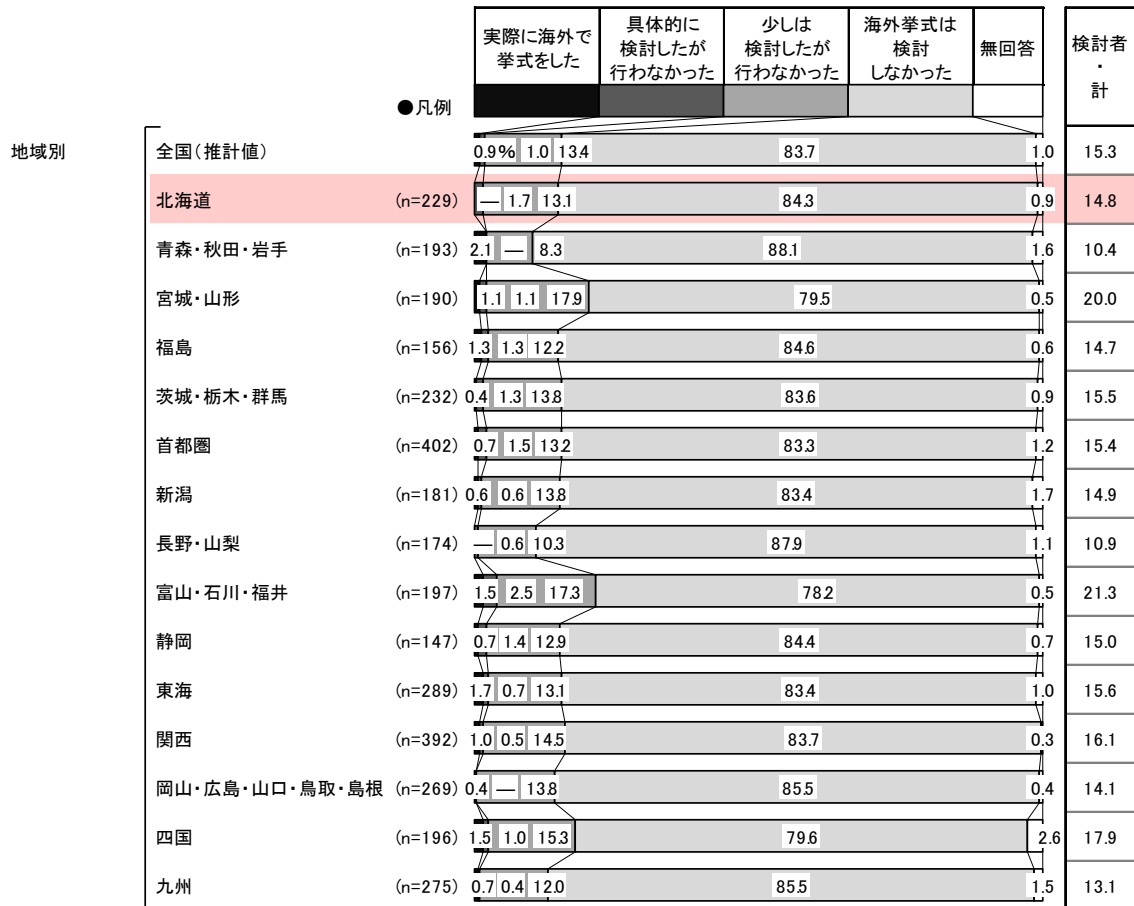 実際に海外で
挙式をした
具体的に
検討したが
行わなかった
少しは
検討したが
行わなかった
海外挙式は
検討
しなかった
無回答
検討者
・
計
●凡例
地域別
全国(推計値) 0.9% 1.0 13.4 83.7 1.0 15.3
北海道 (n=229) — 1.7 13.1 84.3 0.9 14.8
青森・秋田・岩手 (n=193) 2.1 — 8.3 88.1 1.6 10.4
宮城・山形 (n=190) 1.1 1.1 17.9 79.5 0.5 20.0
福島 (n=156) 1.3 1.3 12.2 84.6 0.6 14.7
茨城・栃木・群馬 (n=232) 0.4 1.3 13.8 83.6 0.9 15.5
首都圏 (n=402) 0.7 1.5 13.2 83.3 1.2 15.4
新潟 (n=181) 0.6 0.6 13.8 83.4 1.7 14.9
長野・山梨 (n=174) — 0.6 10.3 87.9 1.1 10.9
富山・石川・福井 (n=197) 1.5 2.5 17.3 78.2 0.5 21.3
静岡 (n=147) 0.7 1.4 12.9 84.4 0.7 15.0
東海 (n=289) 1.7 0.7 13.1 83.4 1.0 15.6
関西 (n=392) 1.0 0.5 14.5 83.7 0.3 16.1
岡山・広島・山口・鳥取・島根 (n=269) 0.4 — 13.8 85.5 0.4 14.1
四国 (n=196) 1.5 1.0 15.3 79.6 2.6 17.9
九州 (n=275) 0.7 0.4 12.0 85.5 1.5 13.1